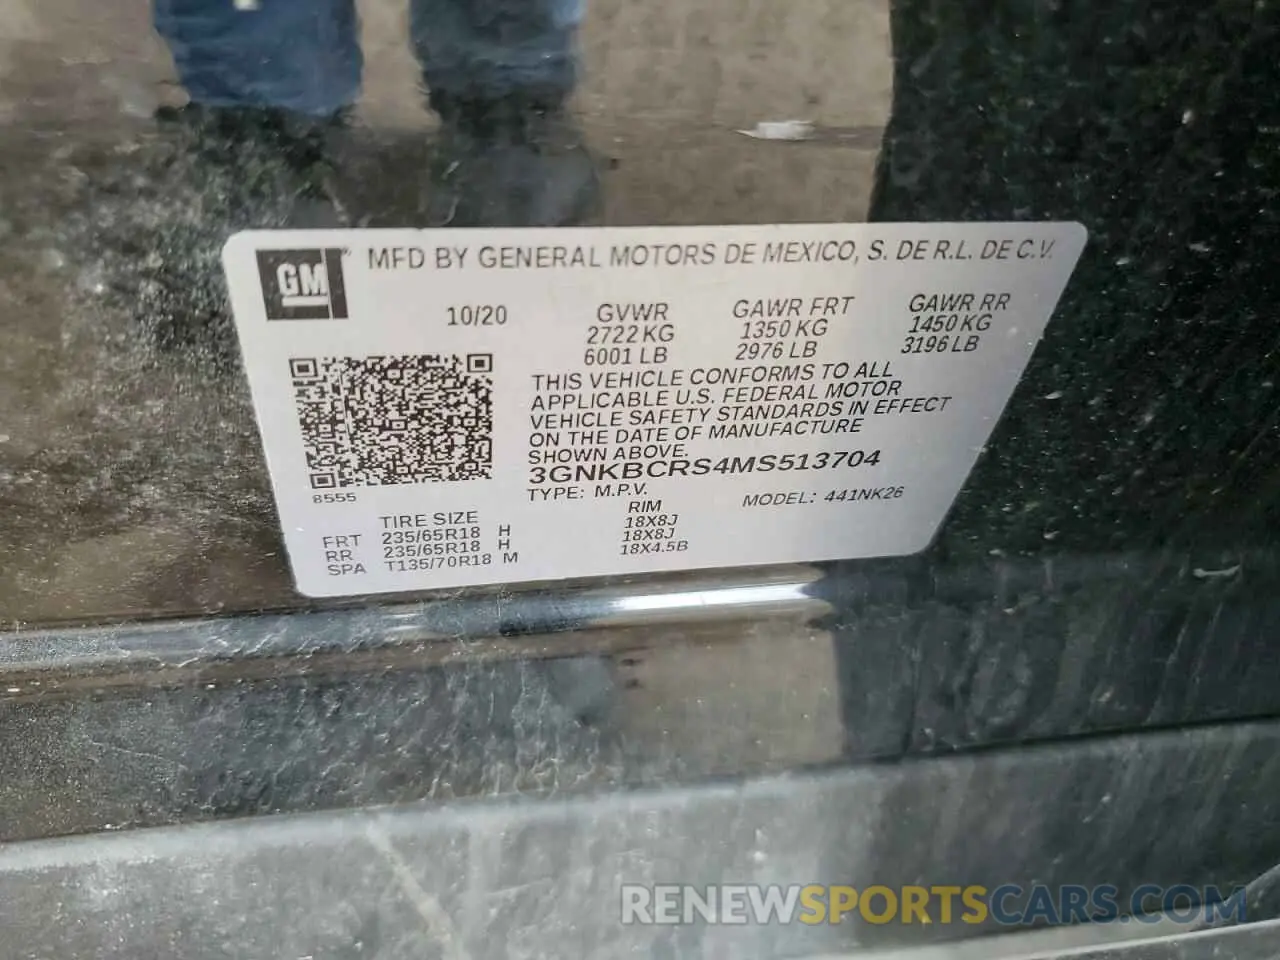 GM MFD BY GENERAL MOTORS DE MEXICO, S. DE R.L. DE C.V.
10/20 GVWR GAWR FRT GAWR RR
2722 KG 1350 KG 1450 KG
6001 LB 2976 LB 3196 LB
THIS VEHICLE CONFORMS TO ALL
APPLICABLE U.S. FEDERAL MOTOR
VEHICLE SAFETY STANDARDS IN EFFECT
ON THE DATE OF MANUFACTURE
SHOWN ABOVE.
3GNKBCRS4MS513704
8555 TYPE: M.P.V. MODEL: 441NK26
TIRE SIZE RIM
FRT 235/65R18 H 18X8J
RR 235/65R18 H 18X8J
SPA T135/70R18 M 18X4.5B
RENEWSPORTSCARS.COM